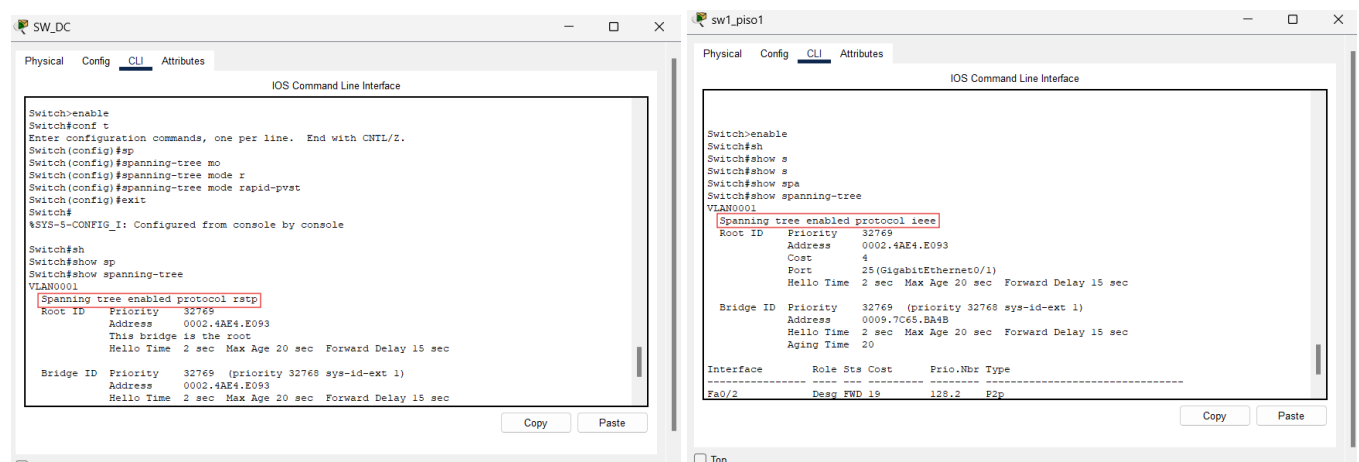 SW_DC
Physical Config CLI Attributes
IOS Command Line Interface
Switch>enable
Switch#conf t
Enter configuration commands, one per line. End with CNTL/Z.
Switch(config)#sp
Switch(config)#spanning-tree mo
Switch(config)#spanning-tree mode r
Switch(config)#spanning-tree mode rapid-pvst
Switch(config)#exit
Switch#
%SYS-5-CONFIG_I: Configured from console by console
Switch#sh
Switch#show sp
Switch#show spanning-tree
VLAN0001
Spanning tree enabled protocol rstp
Root ID Priority 32769
Address 0002.4AE4.E093
This bridge is the root
Hello Time 2 sec Max Age 20 sec Forward Delay 15 sec
Bridge ID Priority 32769 (priority 32768 sys-id-ext 1)
Address 0002.4AE4.E093
Hello Time 2 sec Max Age 20 sec Forward Delay 15 sec
Copy Paste
sw1_piso1
Physical Config CLI Attributes
IOS Command Line Interface
Switch>enable
Switch#sh
Switch#show s
Switch#show s
Switch#show spa
Switch#show spanning-tree
VLAN0001
Spanning tree enabled protocol ieee
Root ID Priority 32769
Address 0002.4AE4.E093
Cost 4
Port 25(GigabitEthernet0/1)
Hello Time 2 sec Max Age 20 sec Forward Delay 15 sec
Bridge ID Priority 32769 (priority 32768 sys-id-ext 1)
Address 0009.7C65.BA4B
Hello Time 2 sec Max Age 20 sec Forward Delay 15 sec
Aging Time 20
Interface Role Sts Cost Prio.Nbr Type
---------------- ---- --- --------- -------- --------------------------------
Fa0/2 Desg FWD 19 128.2 P2p
Copy Paste
Top